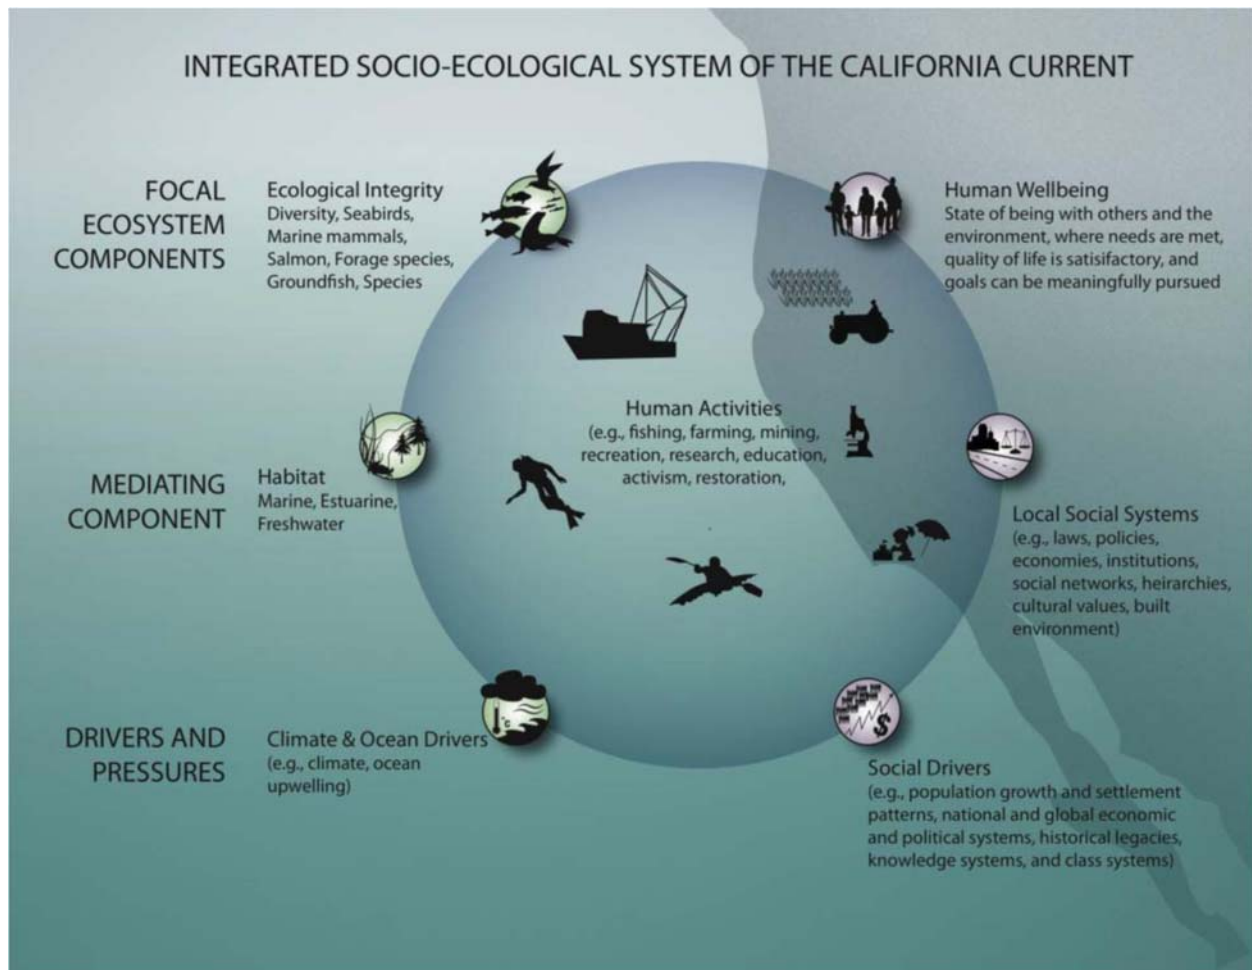 INTEGRATED SOCIO-ECOLOGICAL SYSTEM OF THE CALIFORNIA CURRENT
FOCAL
ECOSYSTEM
COMPONENTS
Ecological Integrity
Diversity, Seabirds,
Marine mammals,
Salmon, Forage species,
Groundfish, Species
Human Wellbeing
State of being with others and the
environment, where needs are met,
quality of life is satisifactory, and
goals can be meaningfully pursued
Human Activities
(e.g., fishing, farming, mining,
recreation, research, education,
activism, restoration,
MEDIATING
COMPONENT
Habitat
Marine, Estuarine,
Freshwater
Local Social Systems
(e.g., laws, policies,
economies, institutions,
social networks, heirarchies,
cultural values, built
environment)
DRIVERS AND
PRESSURES
Climate & Ocean Drivers
(e.g., climate, ocean
upwelling)
°C
$
Social Drivers
(e.g., population growth and settlement
patterns, national and global economic
and political systems, historical legacies,
knowledge systems, and class systems)